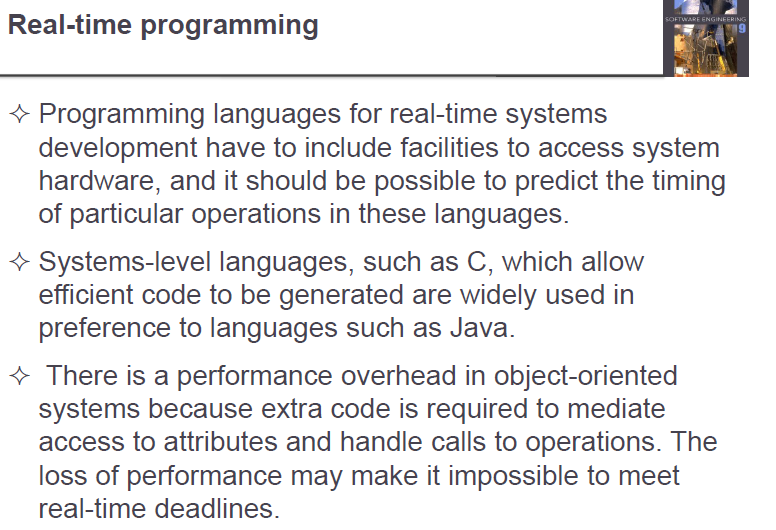 Real-time programming
SOFTWARE ENGINEERING
9
✧ Programming languages for real-time systems
development have to include facilities to access system
hardware, and it should be possible to predict the timing
of particular operations in these languages.
✧ Systems-level languages, such as C, which allow
efficient code to be generated are widely used in
preference to languages such as Java.
✧ There is a performance overhead in object-oriented
systems because extra code is required to mediate
access to attributes and handle calls to operations. The
loss of performance may make it impossible to meet
real-time deadlines.